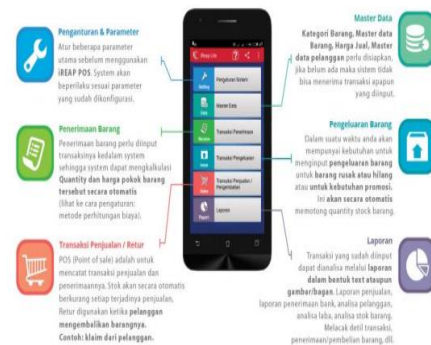 Penganturan & Parameter
Atur beberapa parameter
utama sebelum menggunakan
iREAP POS. System akan
berperilaku sesuai parameter
yang sudah dikonfigurasi.
Penerimaan Barang
Penerimaan barang perlu diinput
transaksinya kedalam system
sehingga system dapat mengkalkulasi
Quantity dan harga pokok barang
tersebut secara otomatis
(lihat ke cara pengaturan:
metode perhitungan biaya).
Transaksi Penjualan / Retur
POS (Point of sale) adalah untuk
mencatat transaksi penjualan dan
penerimaannya. Stok akan secara otomatis
berkurang setiap terjadinya penjualan,
Retur digunakan ketika pelanggan
mengembalikan barangnya.
Contoh: klaim dari pelanggan.
Pengaturan Sistem
Master Data
Transaksi Penerimaan
Transaksi Pengeluaran
Transaksi Penjualan /
Pengembalian
Report
Laporan
Master Data
Kategori Barang, Master data
Barang, Harga Jual, Master
data pelanggan perlu disiapkan,
jika belum ada maka sistem tidak
bisa menerima transaksi apapun
yang diinput.
Pengeluaran Barang
Dalam suatu waktu anda akan
mempunyai kebutuhan untuk
menginput pengeluaran barang
untuk barang rusak atau hilang
atau untuk kebutuhan promosi.
Ini akan secara otomatis
memotong quantity stock barang.
Laporan
Transaksi yang sudah diinput
dapat dianalisa melalui laporan
dalam bentuk text ataupun
gambar/bagan. Laporan penjualan,
laporan penerimaan bank, analisa pelanggan,
analisa laba, analisa stok barang.
Melacak detil transaksi,
penerimaan/pembelian barang, dll.